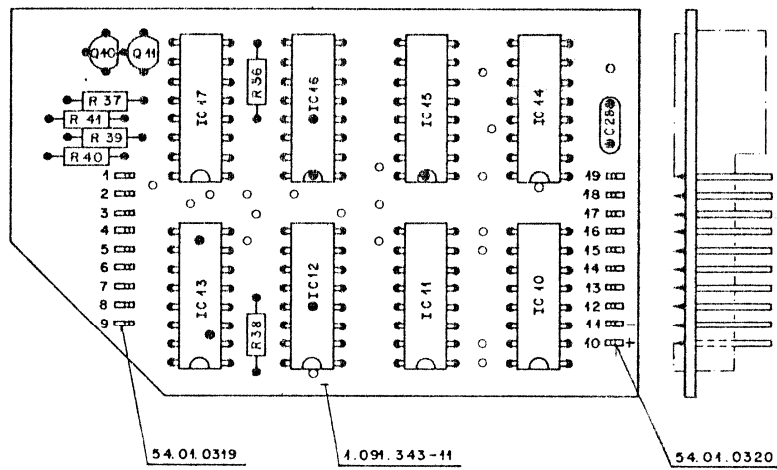 Q10 Q11
IC 17
R 36
IC 16
IC 15
IC 14
C 28
R 37
R 41
R 39
R 40
1
2
3
4
5
6
7
8
9
19
18
17
16
15
14
13
12
11 -
10 +
IC 13
R 38
IC 12
IC 11
IC 10
54.01.0319
1.091.343-11
54.01.0320